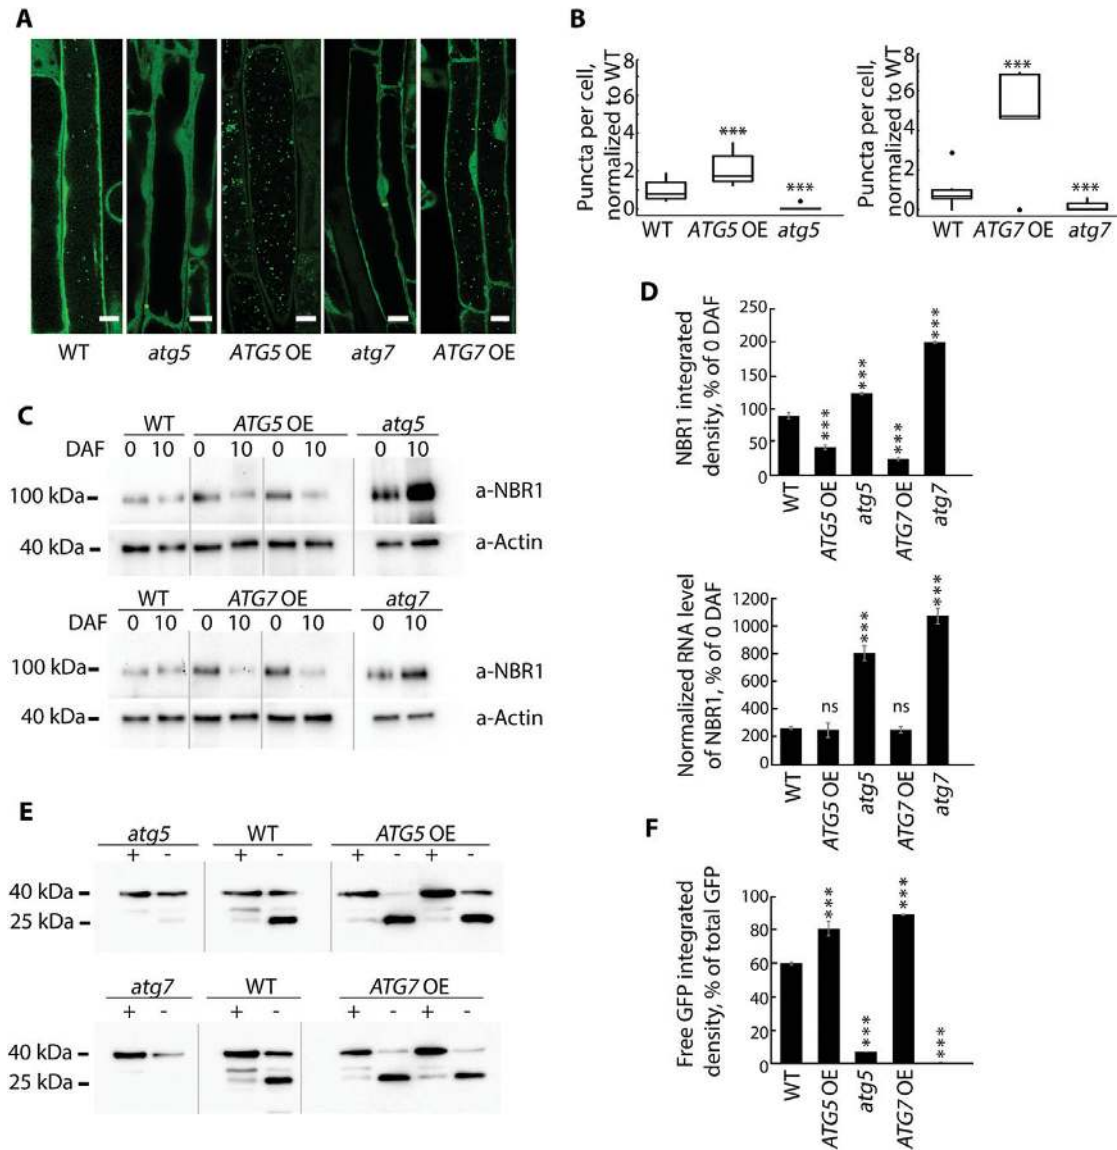 A
WT atg5 ATG5 OE atg7 ATG7 OE
B
Puncta per cell,
normalized to WT
8
6
4
2
0
***
***
WT ATG5 OE atg5
Puncta per cell,
normalized to WT
8
6
4
2
0
***
***
WT ATG7 OE atg7
C
WT ATG5 OE atg5
DAF 0 10 0 10 0 10 0 10
100 kDa a-NBR1
40 kDa a-Actin
WT ATG7 OE atg7
DAF 0 10 0 10 0 10 0 10
100 kDa a-NBR1
40 kDa a-Actin
D
NBR1 integrated
density, % of 0 DAF
250
200
150
100
50
0
***
***
***
***
WT ATG5 OE atg5 ATG7 OE atg7
Normalized RNA level
of NBR1, % of 0 DAF
1200
1000
800
600
400
200
0
ns
***
ns
***
WT ATG5 OE atg5 ATG7 OE atg7
E
atg5 WT ATG5 OE
+ - + - + - + -
40 kDa
25 kDa
atg7 WT ATG7 OE
+ - + - + - + -
40 kDa
25 kDa
F
Free GFP integrated
density, % of total GFP
100
80
60
40
20
0
***
***
***
***
WT ATG5 OE atg5 ATG7 OE atg7